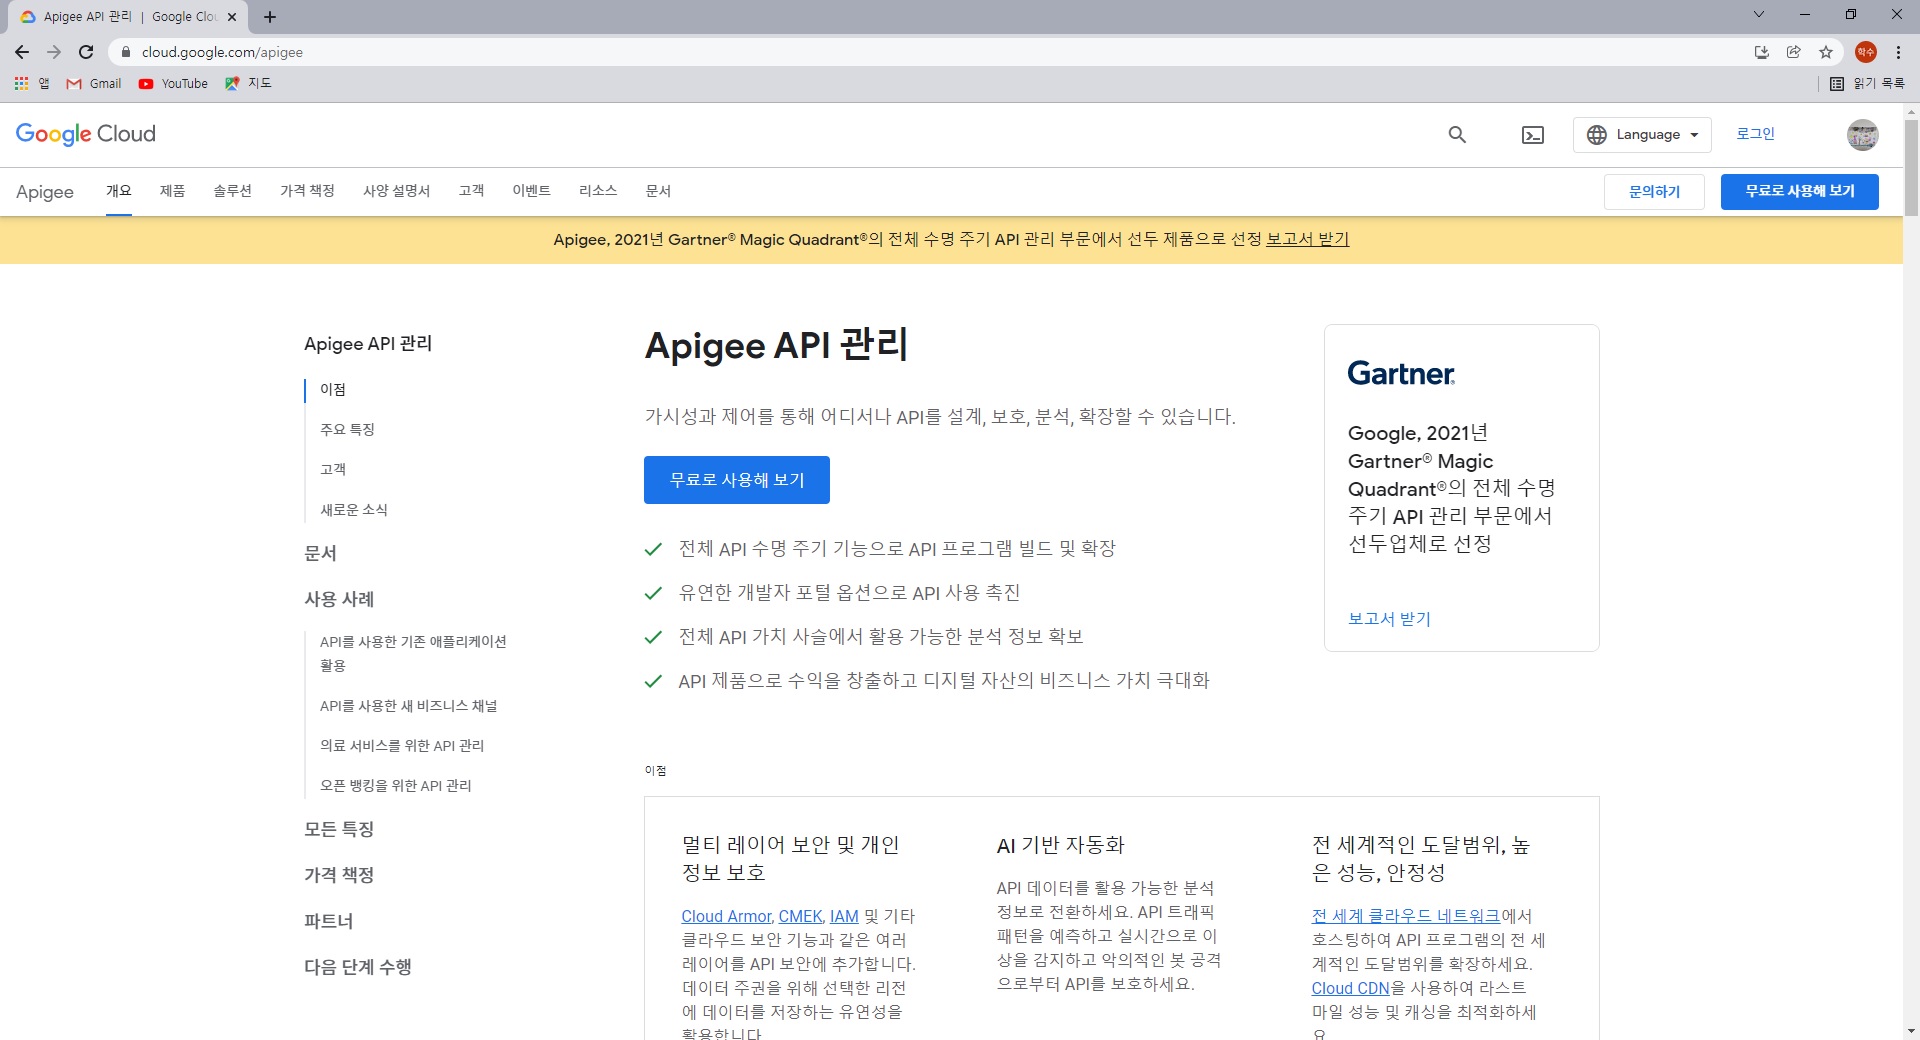 Apigee API 관리 | Google Clou
cloud.google.com/apigee
학수
앱
Gmail
YouTube
지도
읽기 목록
Google Cloud
Language
로그인
Apigee
개요
제품
솔루션
가격 책정
사양 설명서
고객
이벤트
리소스
문서
문의하기
무료로 사용해 보기
Apigee, 2021년 Gartner® Magic Quadrant®의 전체 수명 주기 API 관리 부문에서 선두 제품으로 선정 보고서 받기
Apigee API 관리
이점
주요 특징
고객
새로운 소식
문서
사용 사례
API를 사용한 기존 애플리케이션
활용
API를 사용한 새 비즈니스 채널
의료 서비스를 위한 API 관리
오픈 뱅킹을 위한 API 관리
모든 특징
가격 책정
파트너
다음 단계 수행
Apigee API 관리
가시성과 제어를 통해 어디서나 API를 설계, 보호, 분석, 확장할 수 있습니다.
무료로 사용해 보기
전체 API 수명 주기 기능으로 API 프로그램 빌드 및 확장
유연한 개발자 포털 옵션으로 API 사용 촉진
전체 API 가치 사슬에서 활용 가능한 분석 정보 확보
API 제품으로 수익을 창출하고 디지털 자산의 비즈니스 가치 극대화
Gartner®
Google, 2021년
Gartner® Magic
Quadrant®의 전체 수명
주기 API 관리 부문에서
선두업체로 선정
보고서 받기
이점
멀티 레이어 보안 및 개인
정보 보호
Cloud Armor, CMEK, IAM 및 기타
클라우드 보안 기능과 같은 여러
레이어를 API 보안에 추가합니다.
데이터 주권을 위해 선택한 리전
에 데이터를 저장하는 유연성을
활용합니다.
AI 기반 자동화
API 데이터를 활용 가능한 분석
정보로 전환하세요. API 트래픽
패턴을 예측하고 실시간으로 이
상을 감지하고 악의적인 봇 공격
으로부터 API를 보호하세요.
전 세계적인 도달범위, 높
은 성능, 안정성
전 세계 클라우드 네트워크에서
호스팅하여 API 프로그램의 전 세
계적인 도달범위를 확장하세요.
Cloud CDN을 사용하여 라스트
마일 성능 및 캐싱을 최적화하세
요.